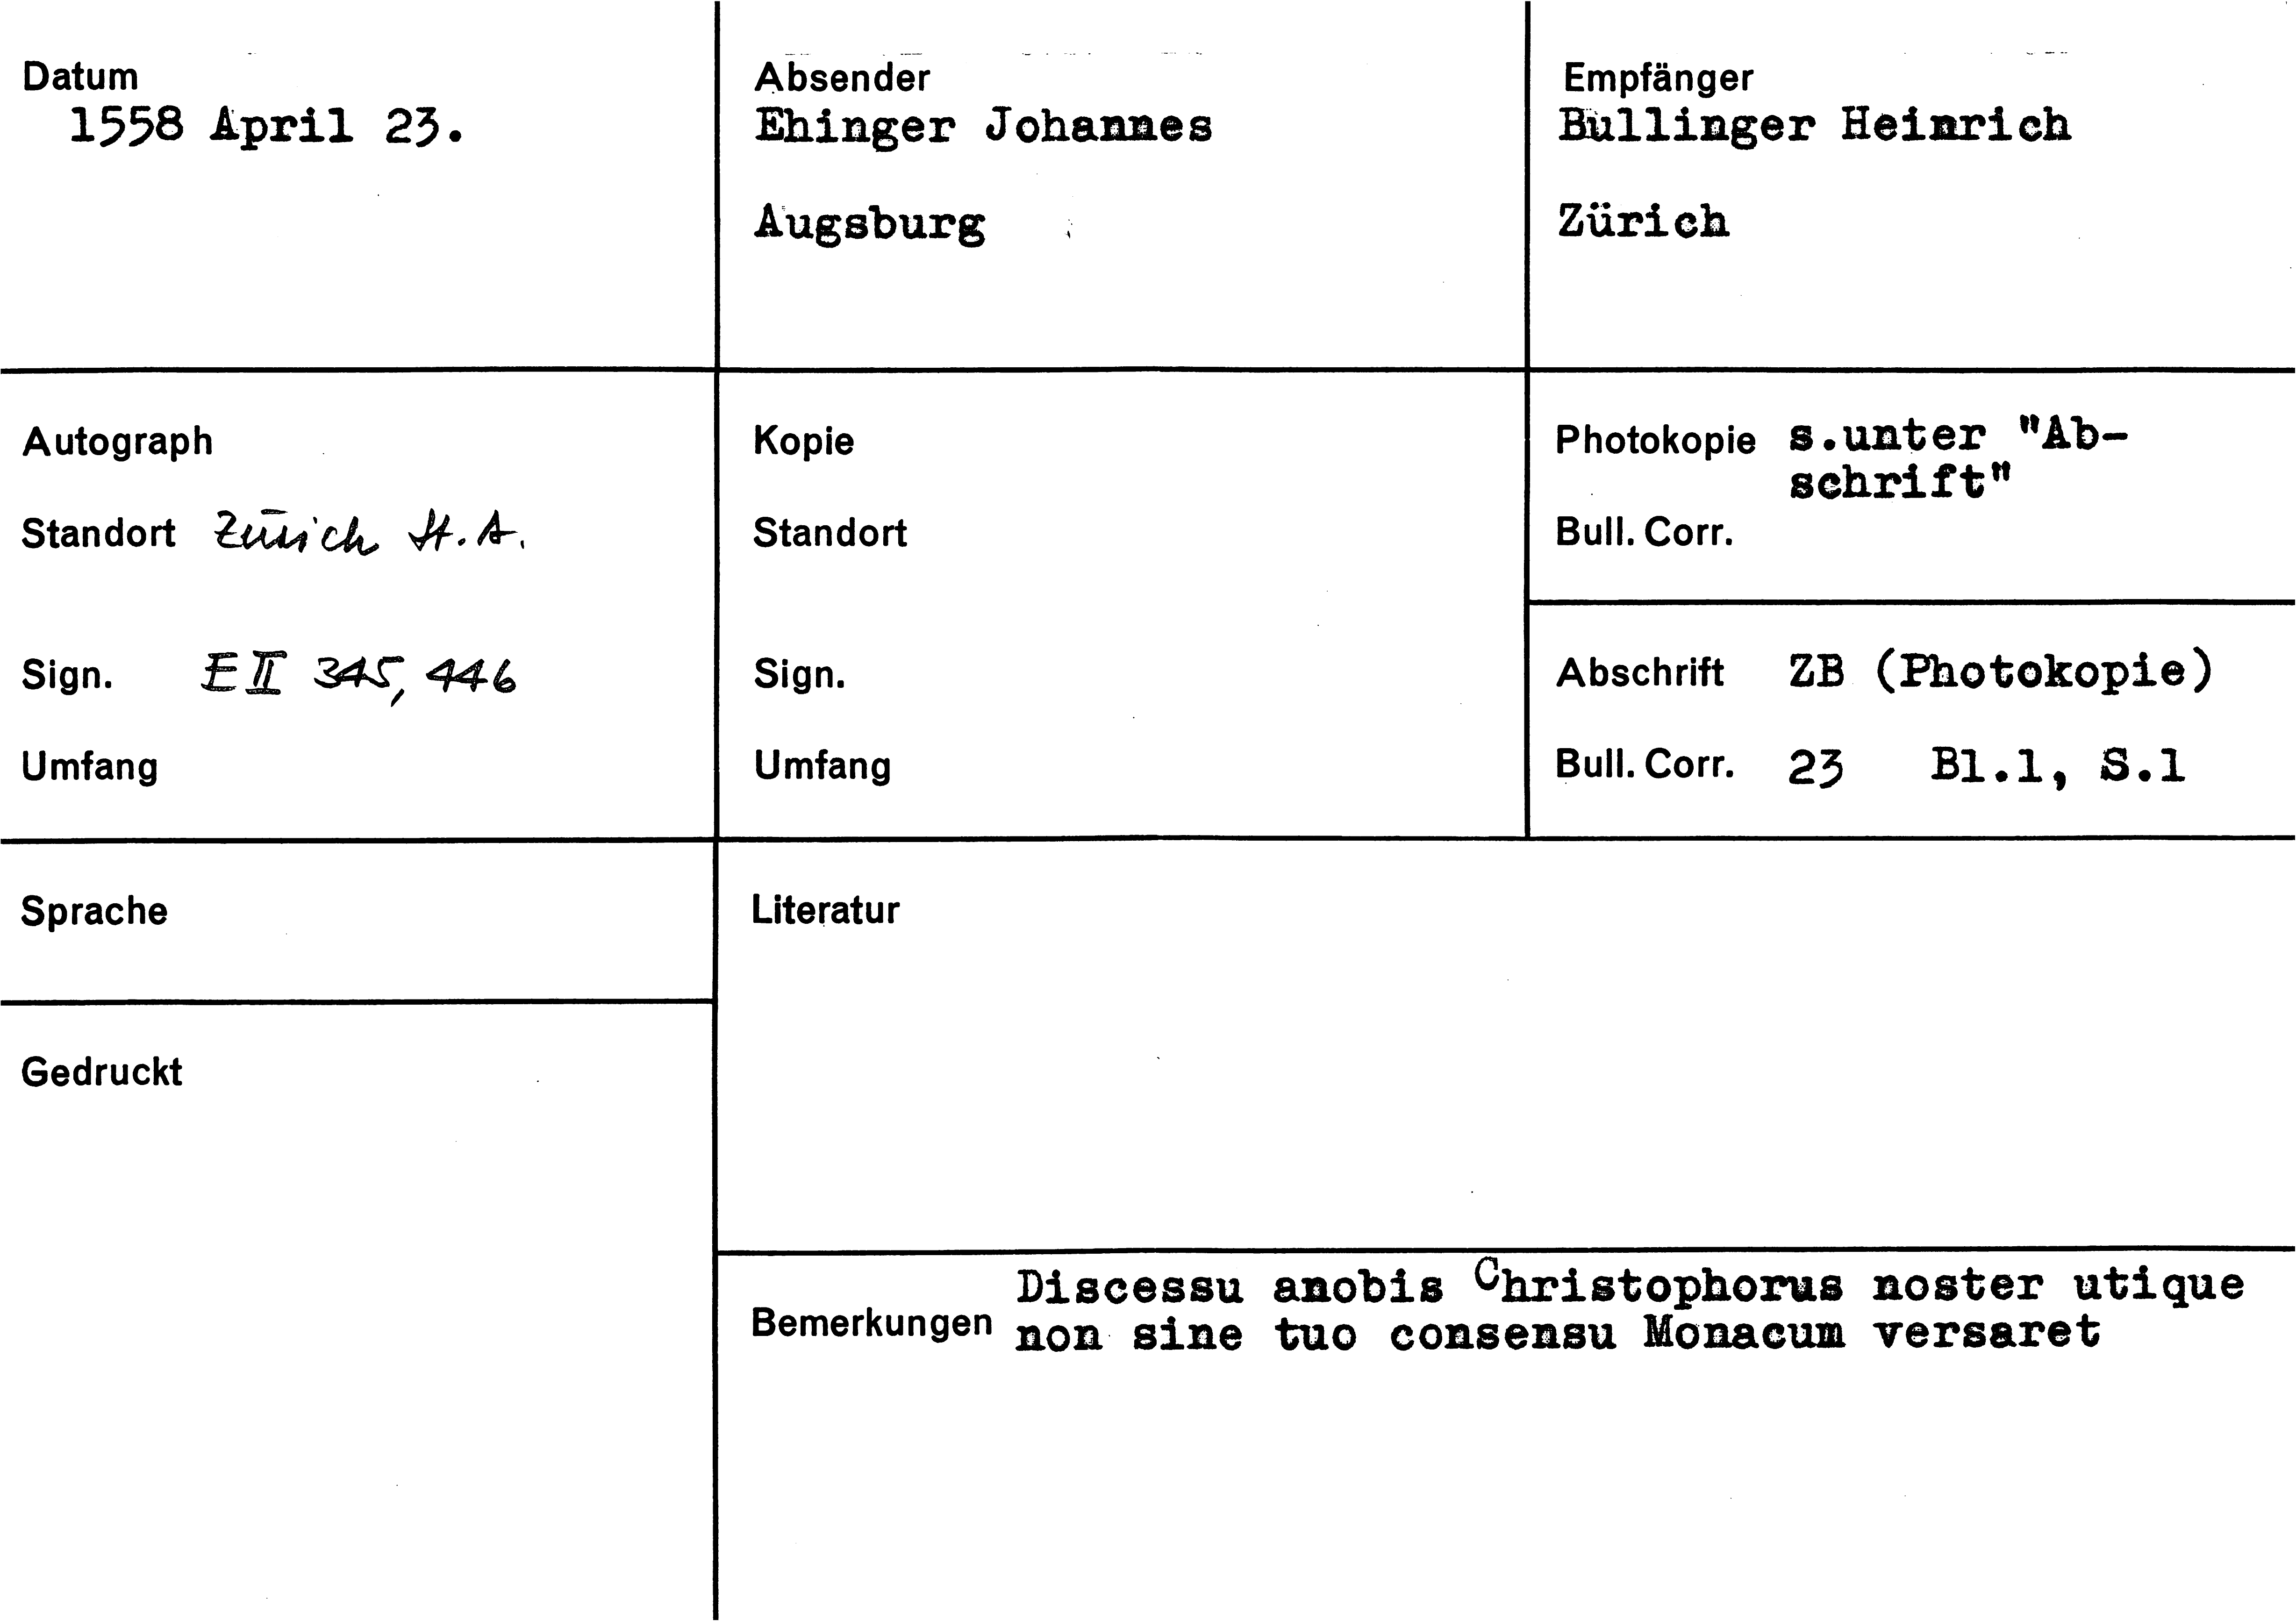 Datum
1558 April 23.
Absender
Ehinger Johannes
Augsburg
Empfänger
Bullinger Heinrich
Zürich
Autograph
Standort Zürich St.A.
Sign. E II 345, 446
Umfang
Kopie
Standort
Sign.
Umfang
Photokopie s.unter "Ab-
schrift"
Bull. Corr.
Abschrift ZB (Photokopie)
Bull. Corr. 23 Bl.1, S.1
Sprache
Literatur
Gedruckt
Bemerkungen
Discessu anobis Christophorus noster utique
non sine tuo consensu Monacum versaret